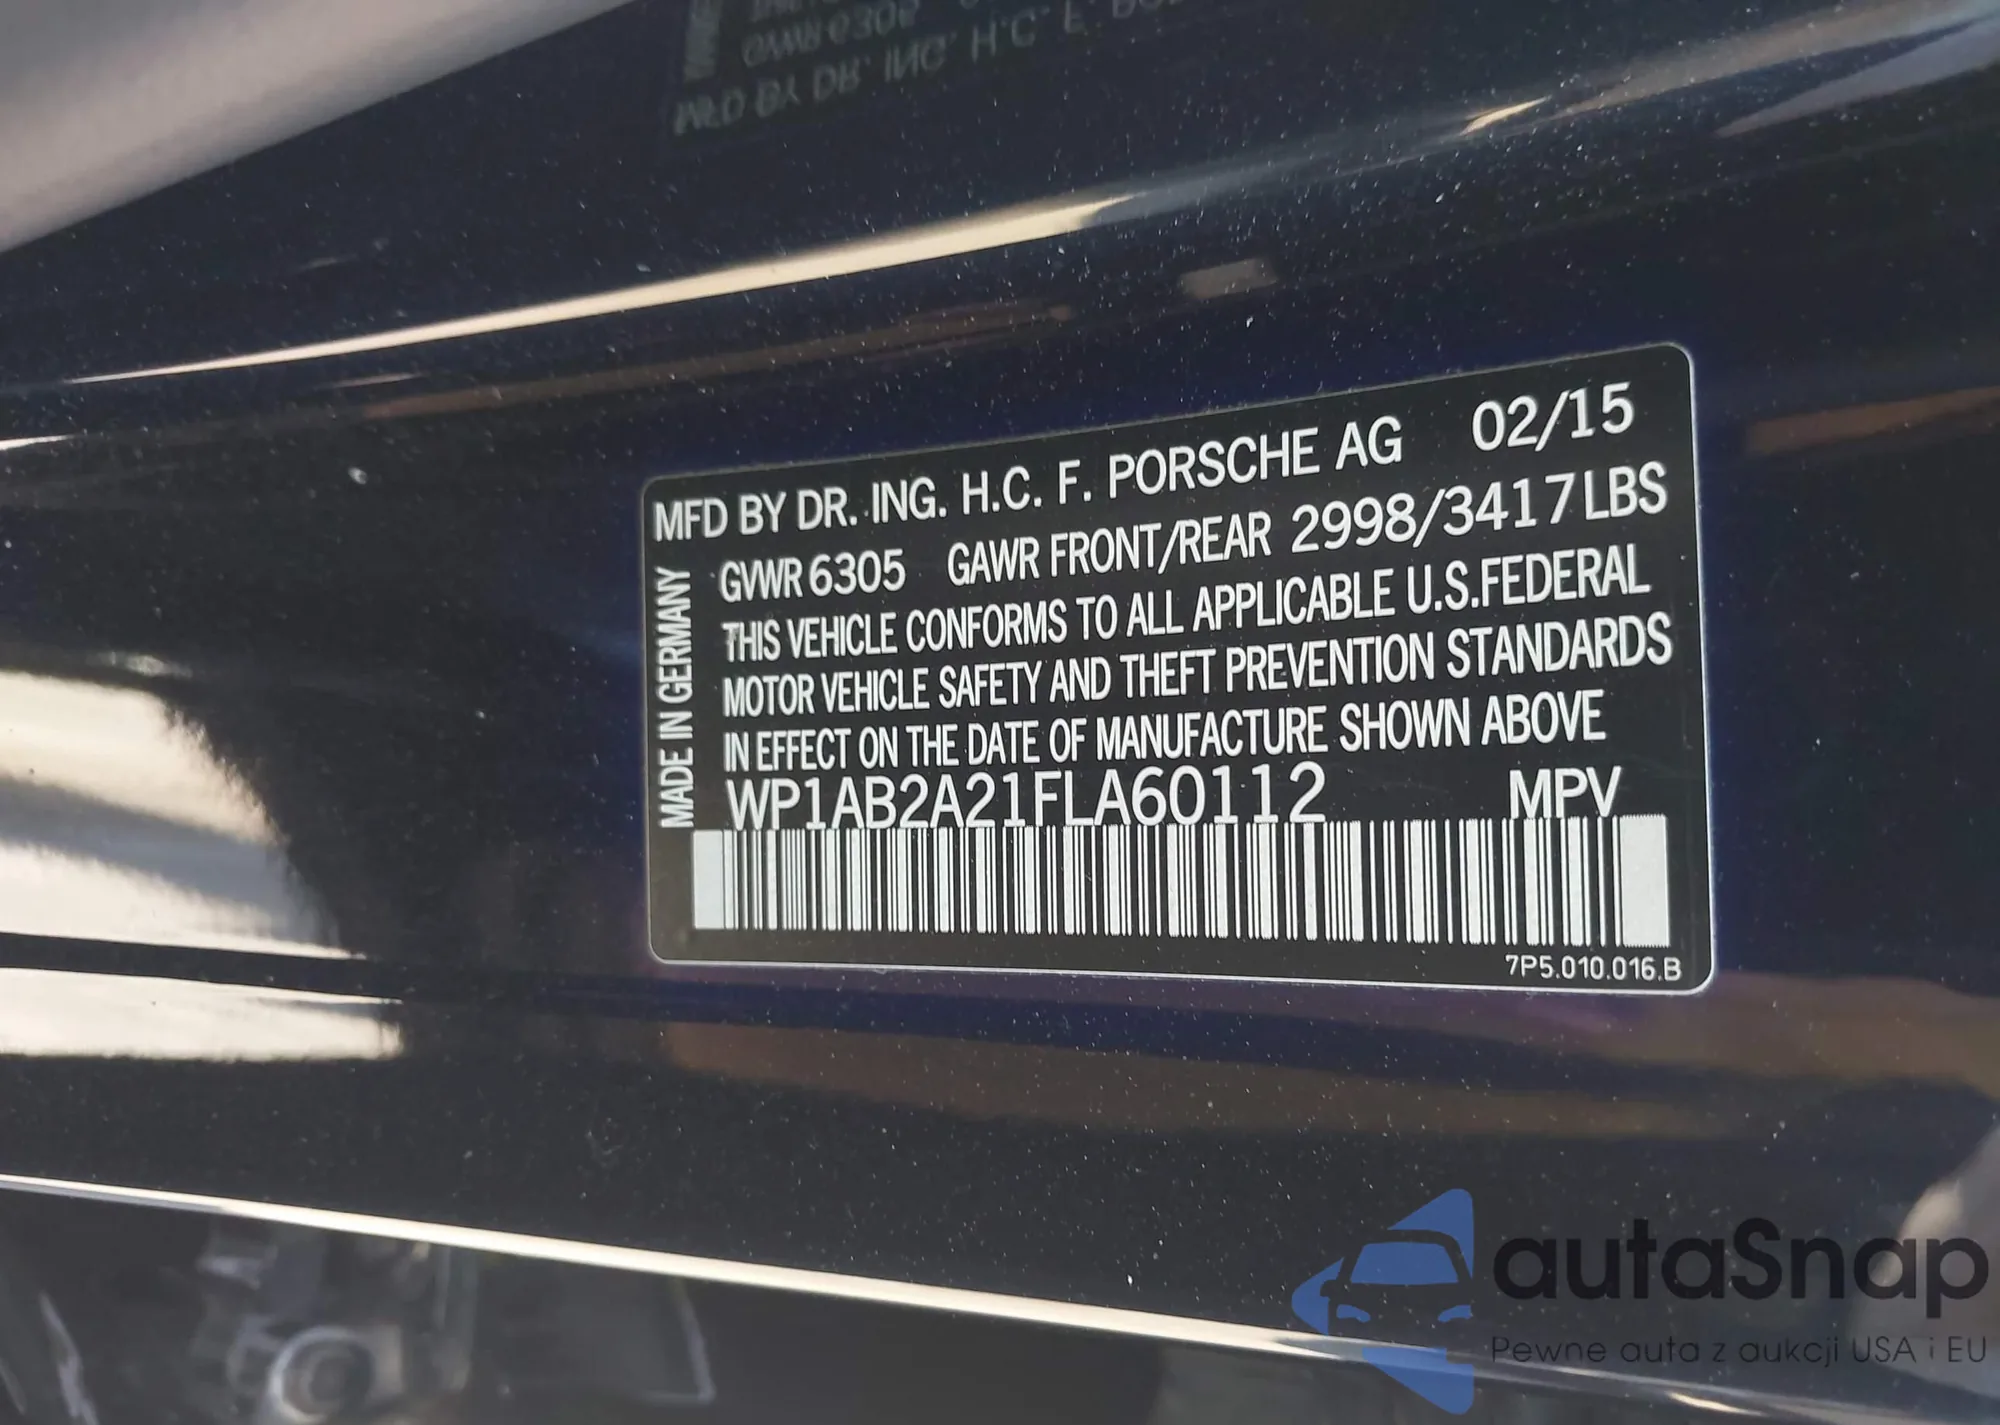 MFD BY DR. ING. H.C. F. PORSCHE AG 02/15
GVWR 6305 GAWR FRONT/REAR 2998/3417LBS
THIS VEHICLE CONFORMS TO ALL APPLICABLE U.S.FEDERAL
MOTOR VEHICLE SAFETY AND THEFT PREVENTION STANDARDS
IN EFFECT ON THE DATE OF MANUFACTURE SHOWN ABOVE
WP1AB2A21FLA60112 MPV
MADE IN GERMANY
7P5.010.016.B
autaSnap
Pewne auta z aukcji USA i EU